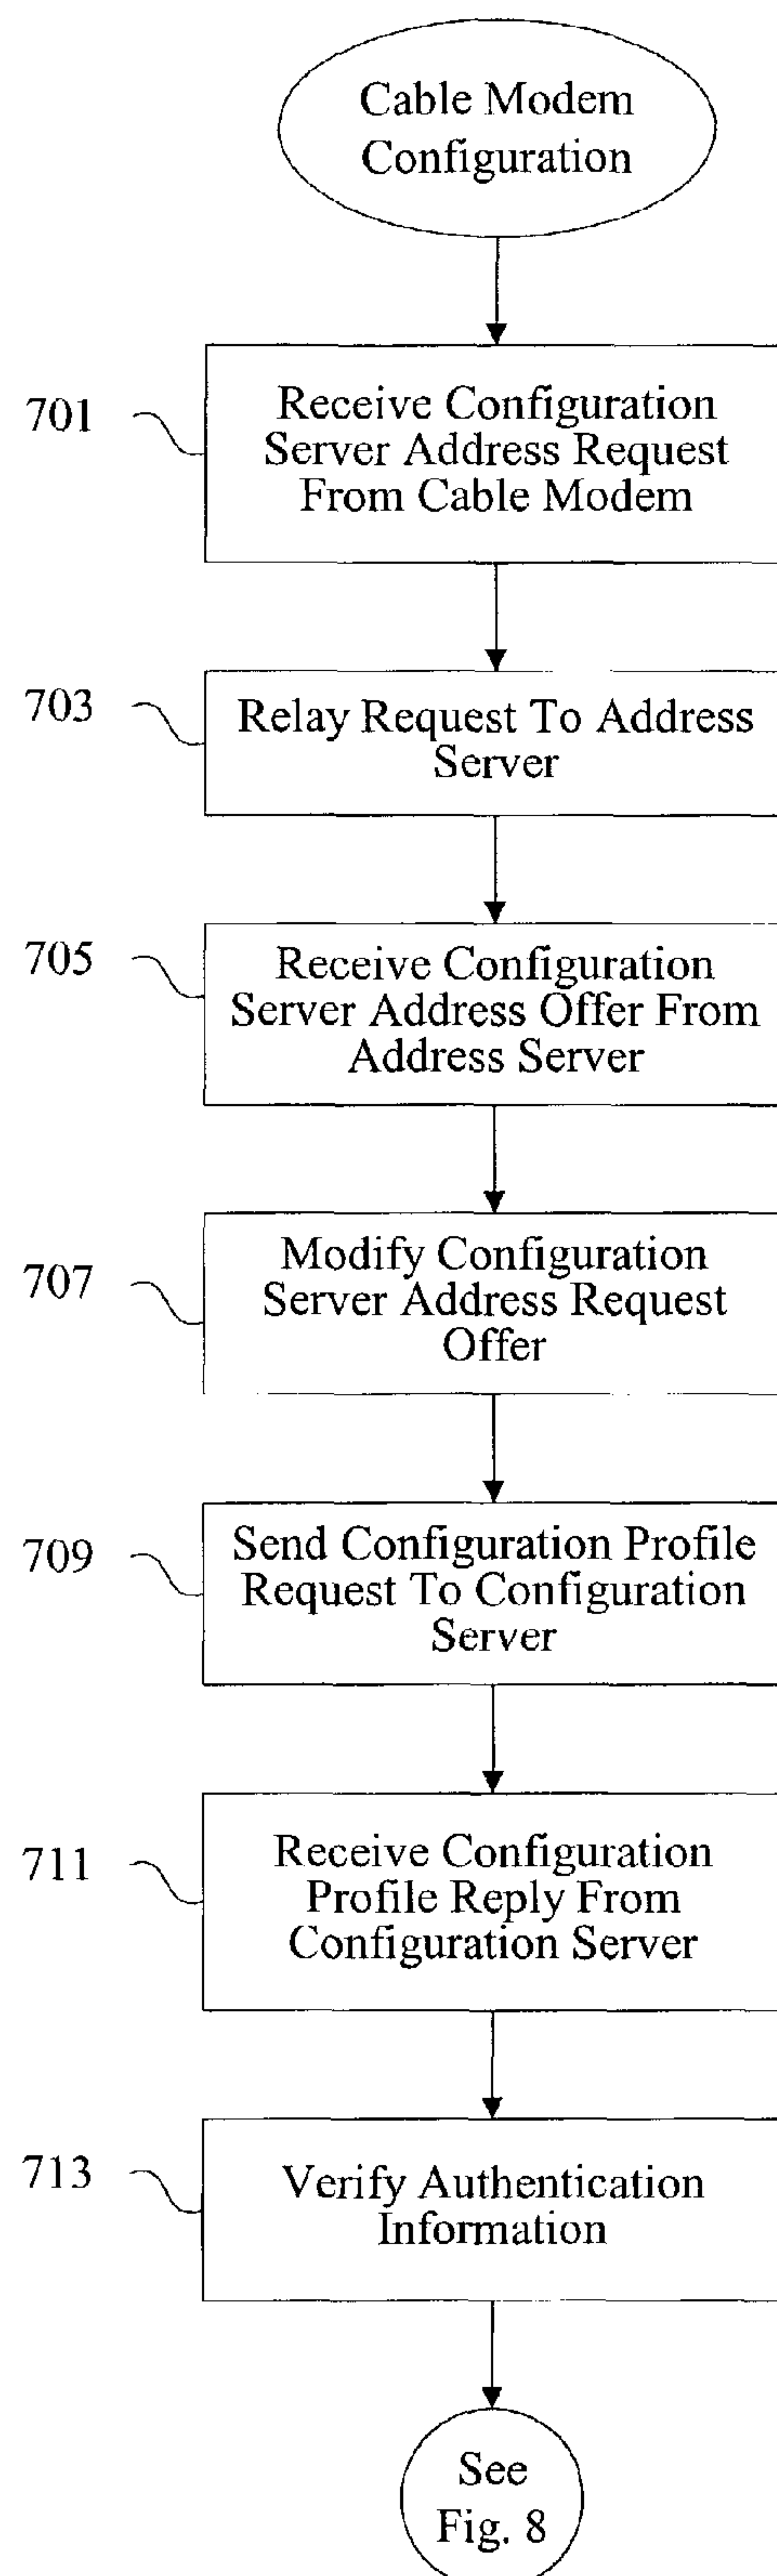 Cable Modem
Configuration
701
Receive Configuration
Server Address Request
From Cable Modem
703
Relay Request To Address
Server
705
Receive Configuration
Server Address Offer From
Address Server
707
Modify Configuration
Server Address Request
Offer
709
Send Configuration Profile
Request To Configuration
Server
711
Receive Configuration
Profile Reply From
Configuration Server
713
Verify Authentication
Information
See
Fig. 8